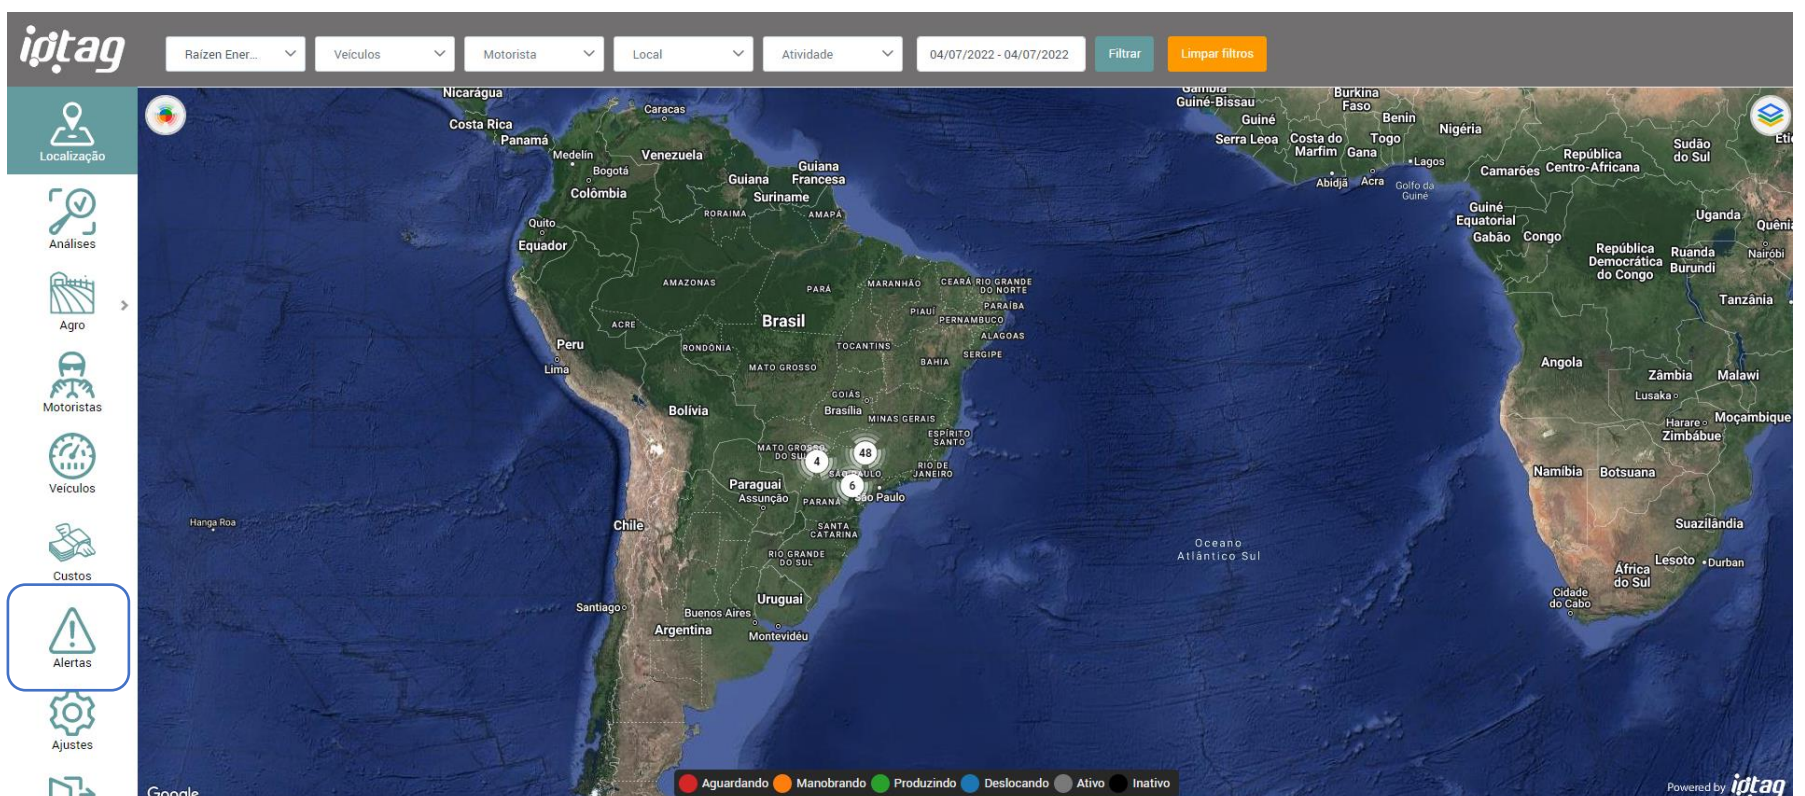 iotag
Raízen Ener...
Veículos
Motorista
Local
Atividade
04/07/2022 - 04/07/2022
Filtrar
Limpar filtros
Localização
Análises
Agro
Motoristas
Veículos
Custos
Alertas
Ajustes
Nicarágua
Costa Rica
Panamá
Caracas
Medelín
Venezuela
Bogotá
Colômbia
Guiana
Guiana
Francesa
Suriname
RORAIMA
AMAPÁ
Quito
Equador
AMAZONAS
PARÁ
MARANHÃO
CEARÁ
RIO GRANDE
DO NORTE
PARAÍBA
PIAUÍ
PERNAMBUCO
ALAGOAS
ACRE
Brasil
Peru
RONDÔNIA
TOCANTINS
SERGIPE
BAHIA
Lima
MATO GROSSO
GOIÁS
Bolívia
Brasília
MINAS GERAIS
ESPÍRITO
SANTO
MATO GROSSO
DO SUL
4
48
6
SÃO PAULO
RIO DE
JANEIRO
Paraguai
Assunção
PARANÁ
São Paulo
Hanga Roa
Chile
SANTA
CATARINA
RIO GRANDE
DO SUL
Santiago
Buenos Aires
Uruguai
Argentina
Montevidéu
Oceano
Atlântico Sul
Gâmbia
Guiné-Bissau
Burkina
Faso
Guiné
Benin
Nigéria
Serra Leoa
Costa do
Marfim
Togo
Gana
Lagos
Abidjã
Acra
Golfo da
Guiné
Camarões
República
Centro-Africana
Sudão
do Sul
Eti
Guiné
Equatorial
Gabão
Congo
Uganda
Quênia
República
Democrática
do Congo
Ruanda
Burundi
Nairóbi
Tanzânia
Angola
Zâmbia
Malawi
Lusaka
Harare
Moçambique
Zimbábue
Namíbia
Botsuana
Suazilândia
Lesoto
Durban
África
do Sul
Cidade
do Cabo
Google
Aguardando
Manobrando
Produzindo
Deslocando
Ativo
Inativo
Powered by iotag